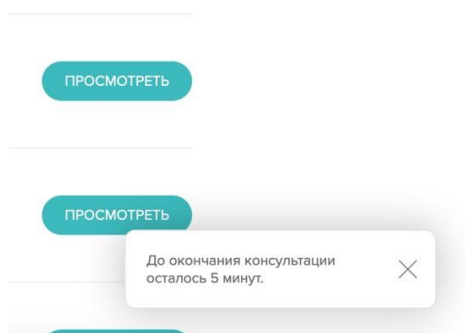 ПРОСМОТРЕТЬ
ПРОСМОТРЕТЬ
До окончания консультации
осталось 5 минут.